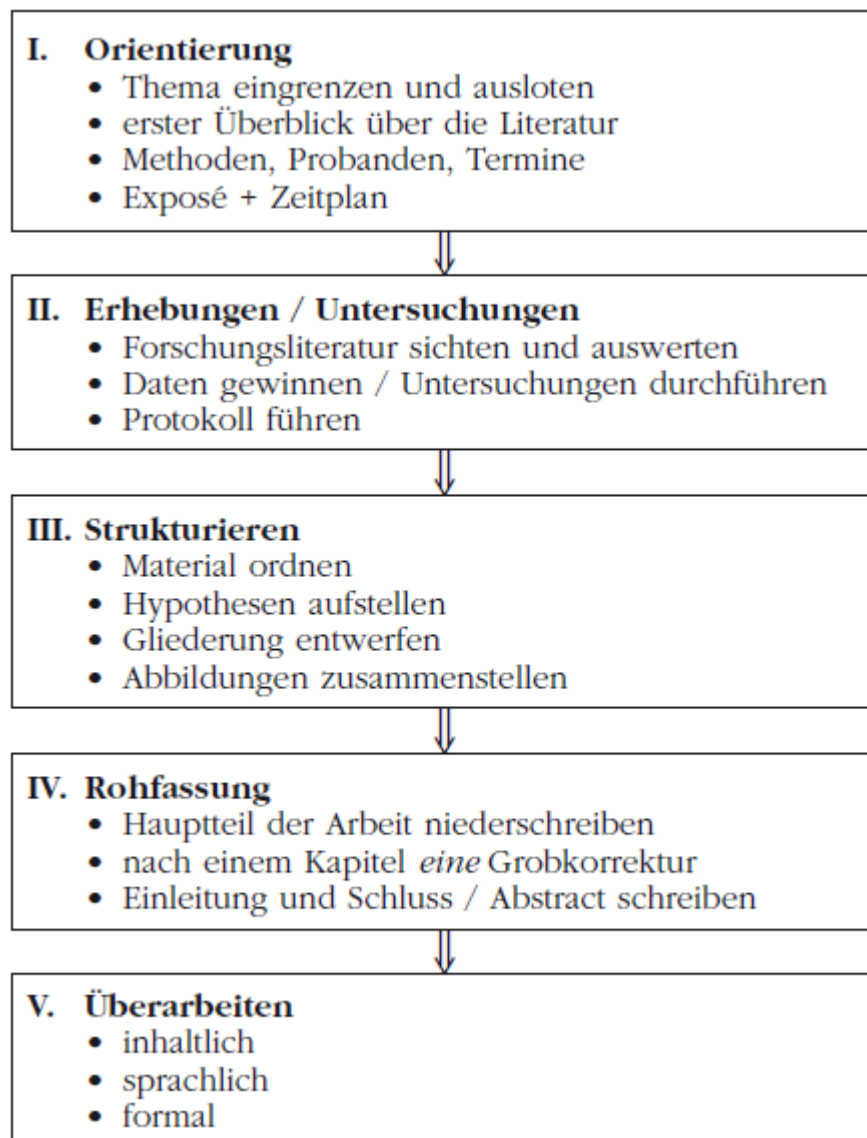 I. Orientierung
• Thema eingrenzen und ausloten
• erster Überblick über die Literatur
• Methoden, Probanden, Termine
• Exposé + Zeitplan
II. Erhebungen / Untersuchungen
• Forschungsliteratur sichten und auswerten
• Daten gewinnen / Untersuchungen durchführen
• Protokoll führen
III. Strukturieren
• Material ordnen
• Hypothesen aufstellen
• Gliederung entwerfen
• Abbildungen zusammenstellen
IV. Rohfassung
• Hauptteil der Arbeit niederschreiben
• nach einem Kapitel eine Grobkorrektur
• Einleitung und Schluss / Abstract schreiben
V. Überarbeiten
• inhaltlich
• sprachlich
• formal